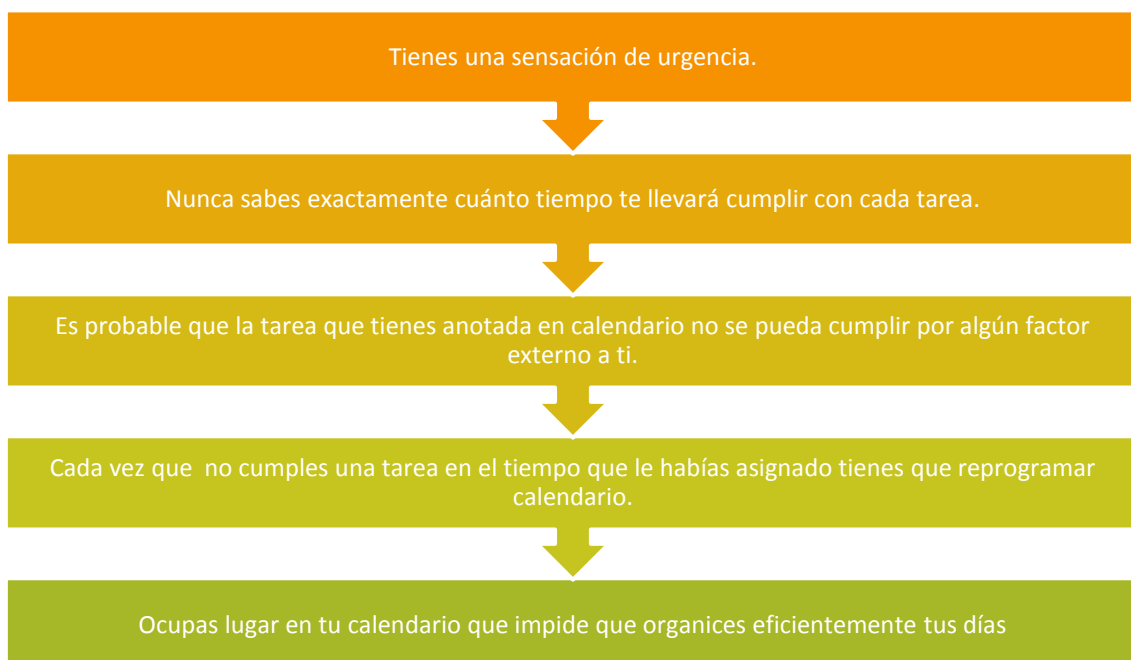 Tienes una sensación de urgencia.
Nunca sabes exactamente cuánto tiempo te llevará cumplir con cada tarea.
Es probable que la tarea que tienes anotada en calendario no se pueda cumplir por algún factor
externo a ti.
Cada vez que  no cumples una tarea en el tiempo que le habías asignado tienes que reprogramar
calendario.
Ocupas lugar en tu calendario que impide que organices eficientemente tus días